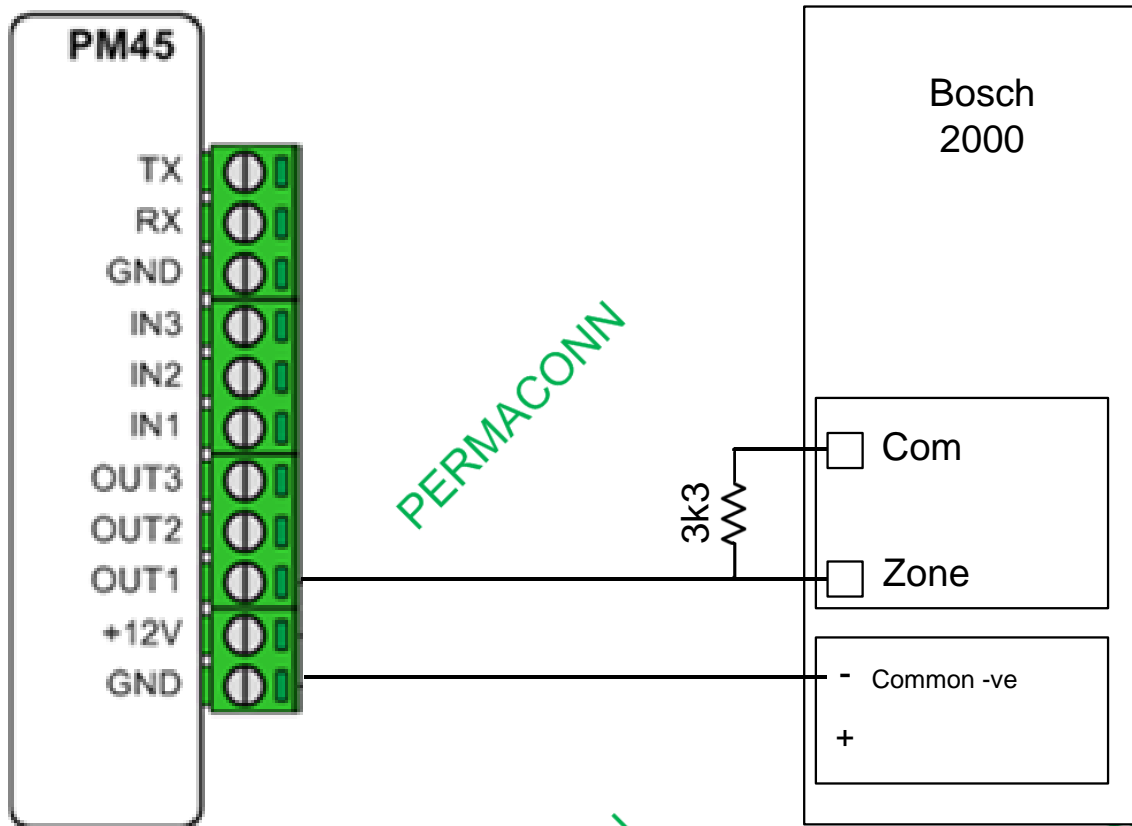 PM45
TX
RX
GND
IN3
IN2
IN1
OUT3
OUT2
OUT1
+12V
GND
PERMACONN
3k3
Bosch
2000
Com
Zone
- Common -ve
+